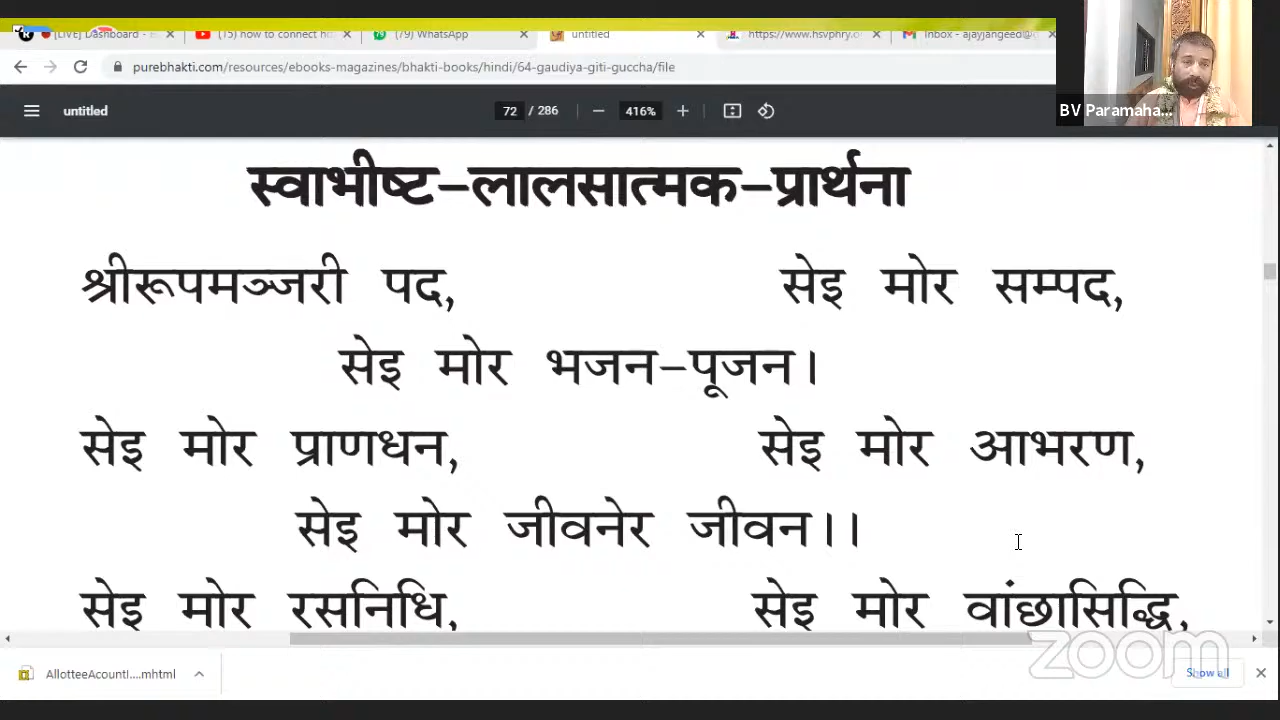 [LIVE] Dashboard - (15) how to connect (79) WhatsApp untitled https://www.hsvphry.o Inbox - ajayjangeed@
purebhakti.com/resources/ebooks-magazines/bhakti-books/hindi/64-gaudiya-giti-guccha/file
untitled 72 / 286 416%
BV Paramaha...
स्वाभीष्ट-लालसात्मक-प्रार्थना
श्रीरूपमञ्जरी पद, सेइ मोर सम्पद,
सेइ मोर भजन-पूजन।
सेइ मोर प्राणधन, सेइ मोर आभरण,
सेइ मोर जीवनेर जीवन।।
सेइ मोर रसनिधि, सेइ मोर वांछासिद्धि,
zoom
AllotteeAcountI....mhtml Show all